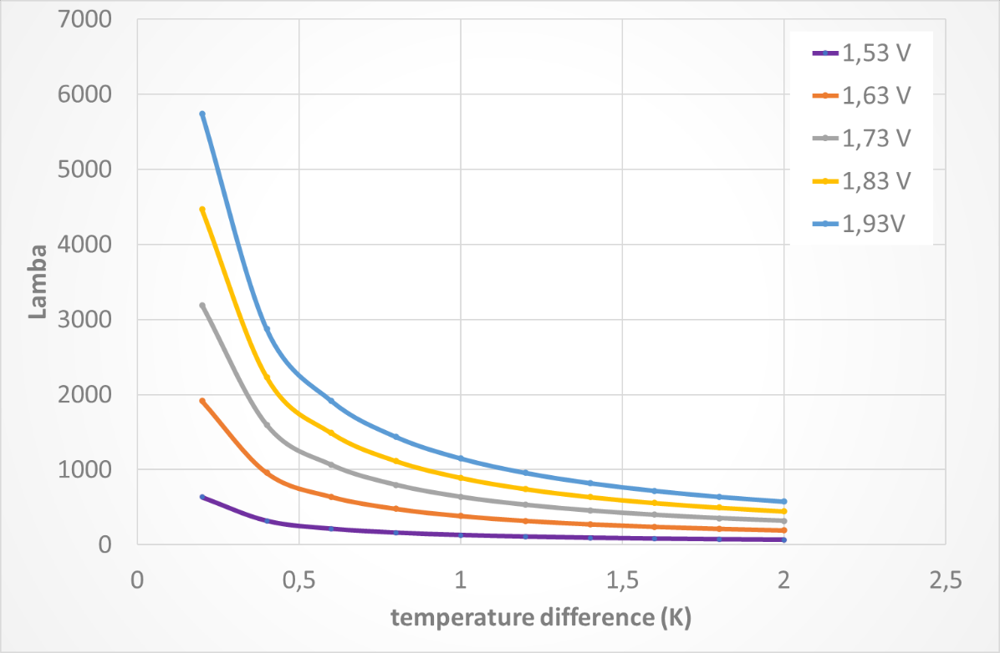 7000
6000
5000
4000
3000
2000
1000
0
Lamba
0
0,5
1
1,5
2
2,5
temperature difference (K)
1,53 V
1,63 V
1,73 V
1,83 V
1,93V